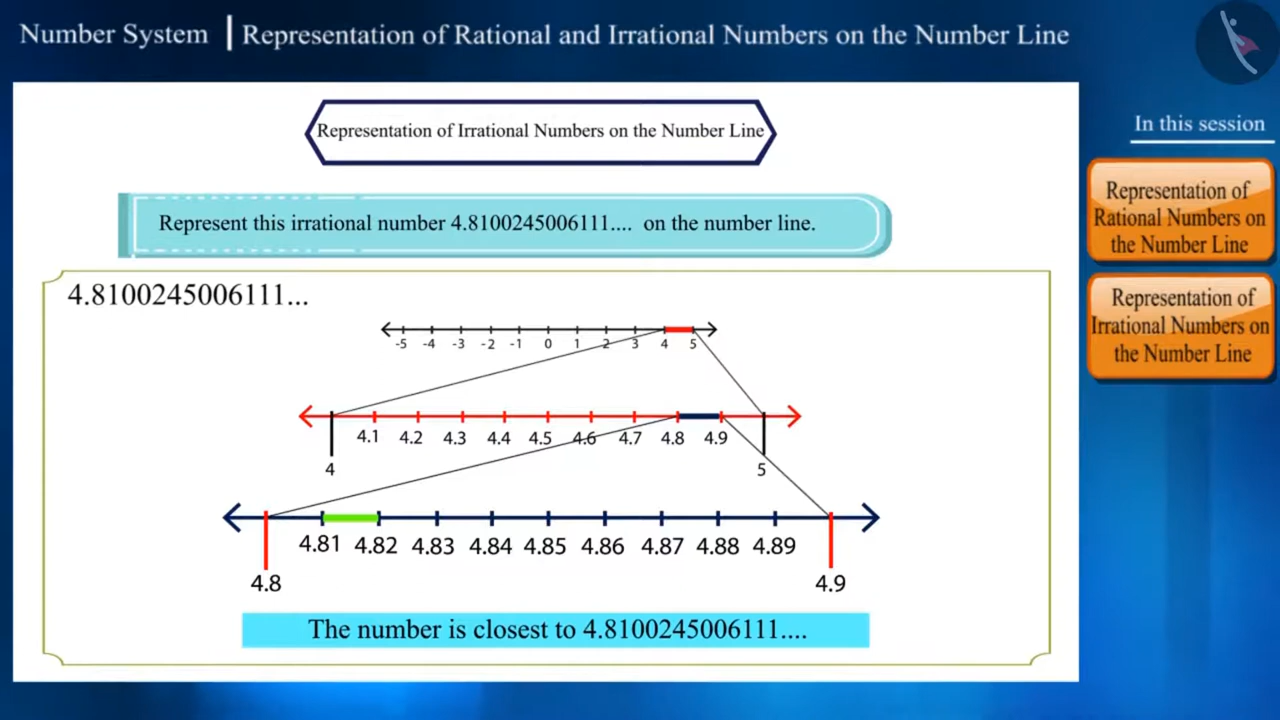 Number System | Representation of Rational and Irrational Numbers on the Number Line
In this session
Representation of
Rational Numbers on
the Number Line
Representation of
Irrational Numbers on
the Number Line
Representation of Irrational Numbers on the Number Line
Represent this irrational number 4.8100245006111.... on the number line.
4.8100245006111...
-5 -4 -3 -2 -1 0 1 2 3 4 5
4.1 4.2 4.3 4.4 4.5 4.6 4.7 4.8 4.9
4 5
4.81 4.82 4.83 4.84 4.85 4.86 4.87 4.88 4.89
4.8 4.9
The number is closest to 4.8100245006111....